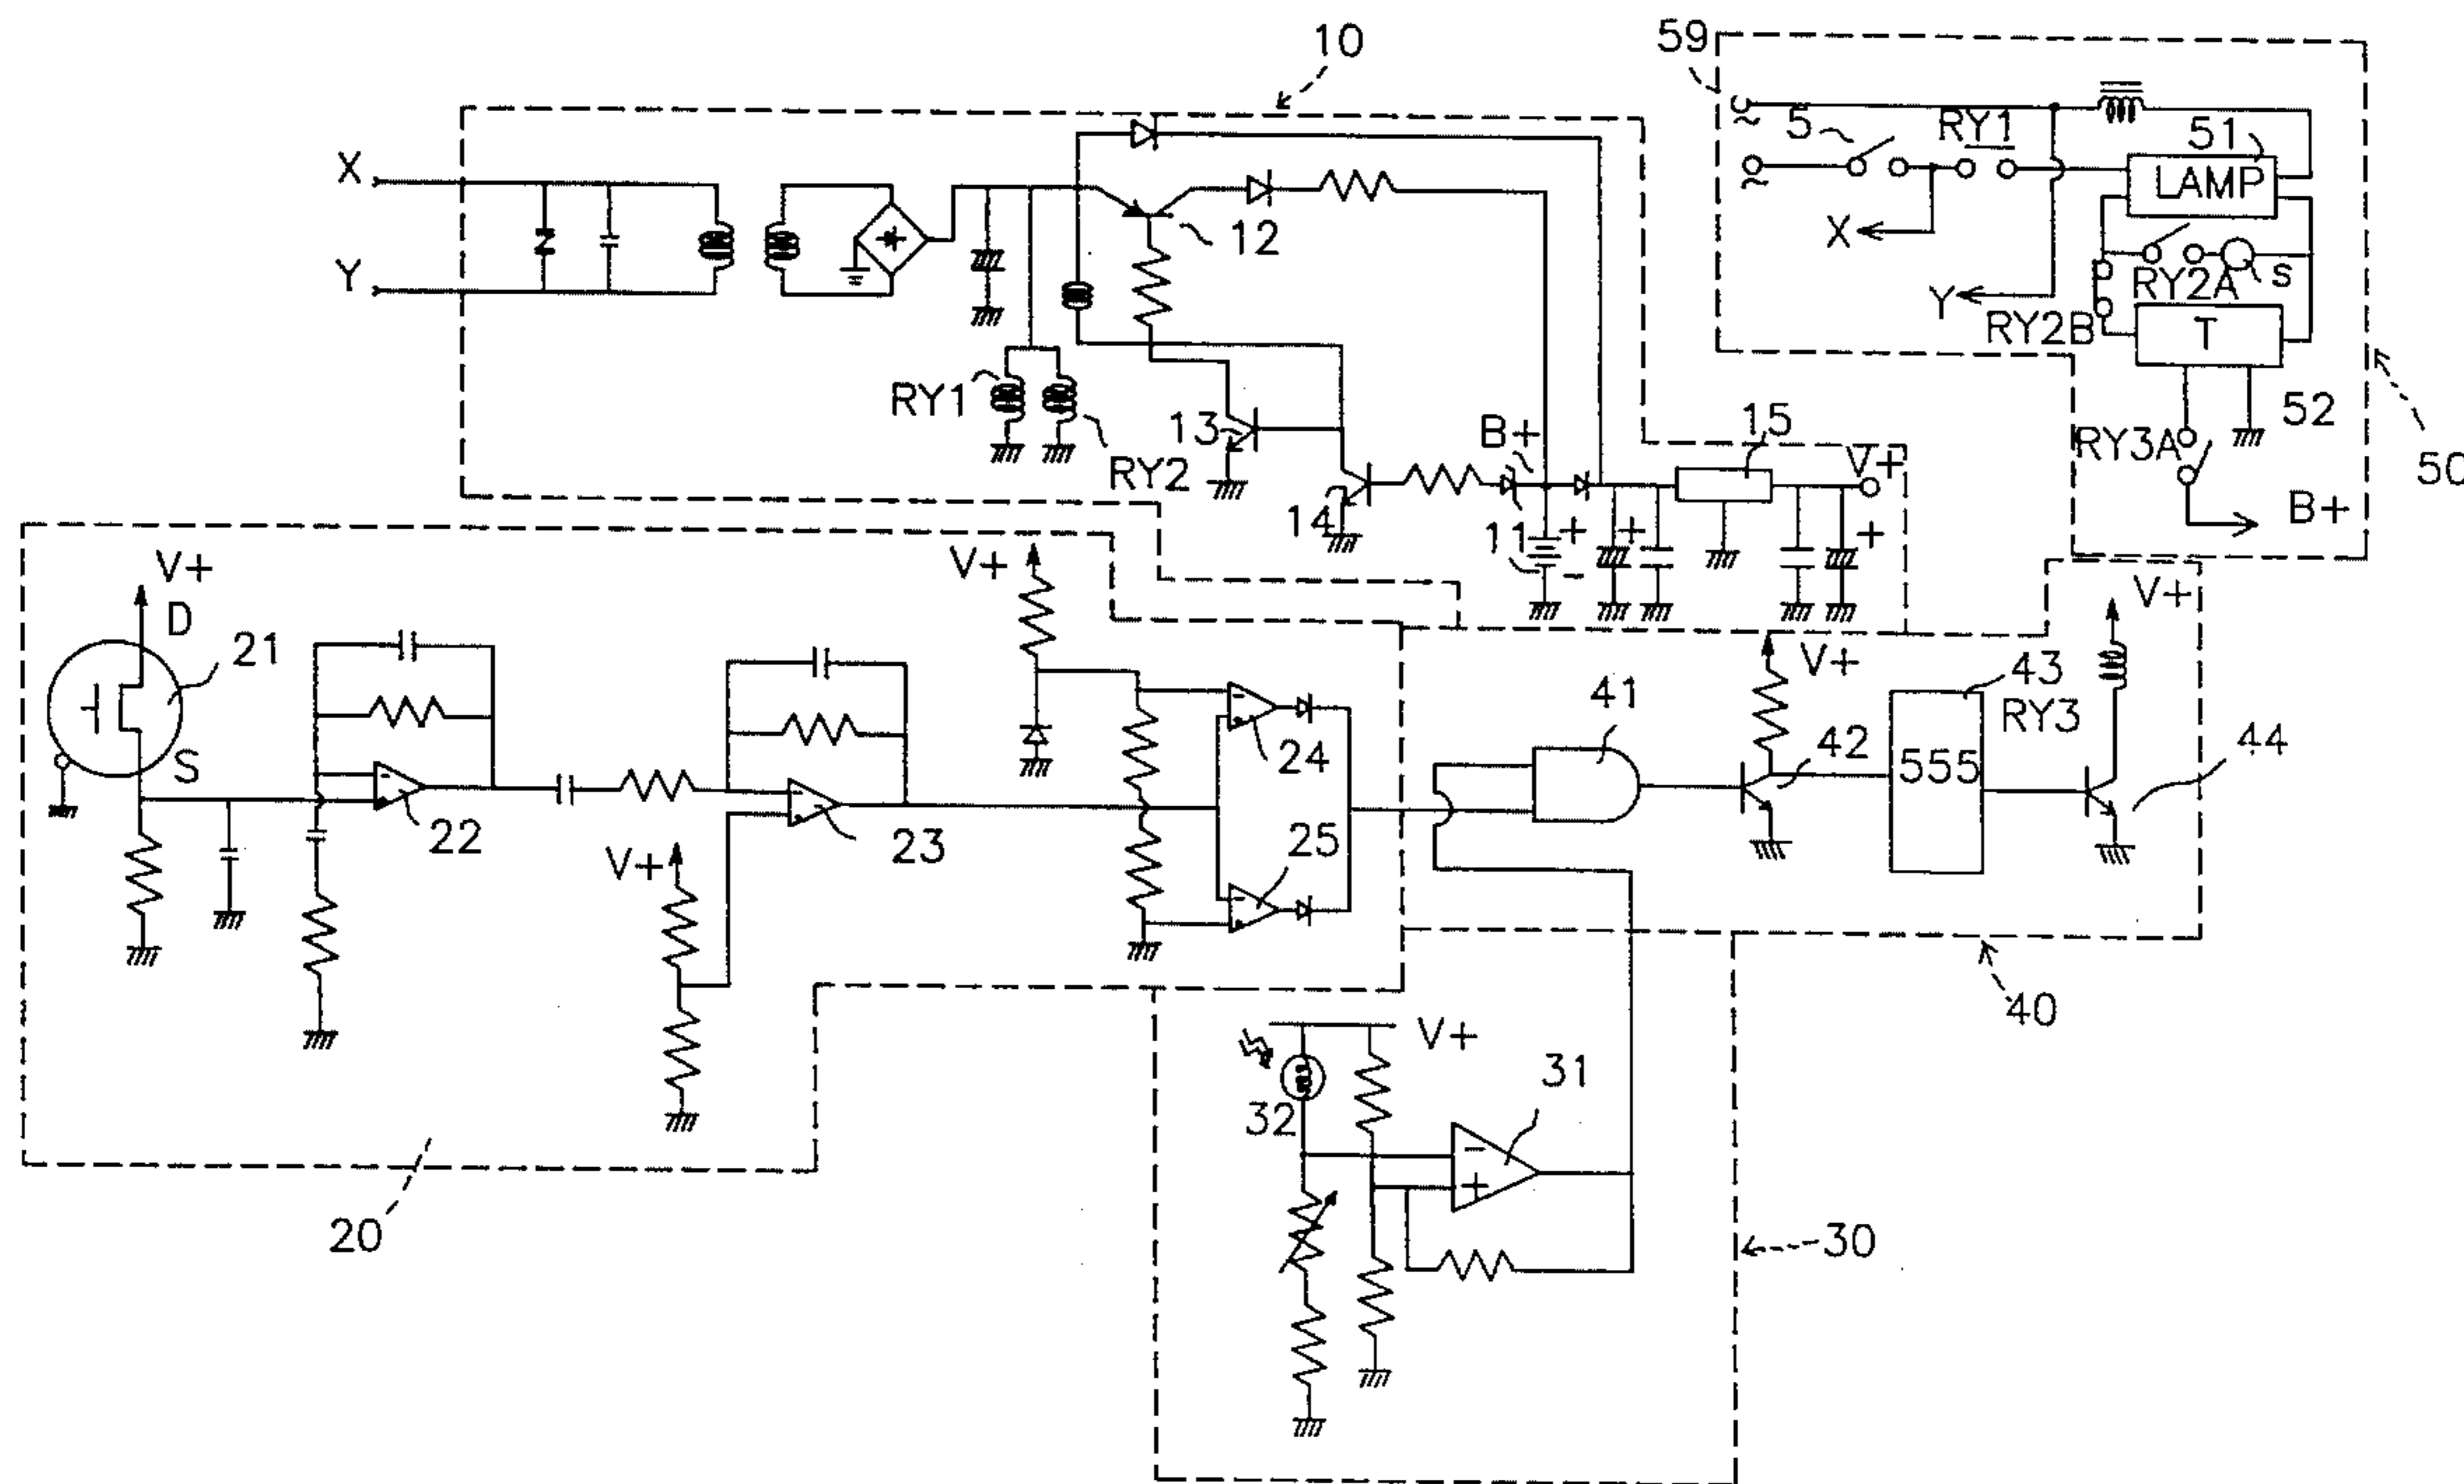 10
59
5
RY1
51
LAMP
X
X
12
Y
RY2A
S
Y
RY2B
T
RY1
13
RY2
B+
15
V+
52
RY3A
50
14
11
+
+
+
-
B+
V+
D
21
V+
V+
S
22
V+
23
24
25
41
V+
42
43
RY3
555
44
40
V+
32
31
-
+
20
30